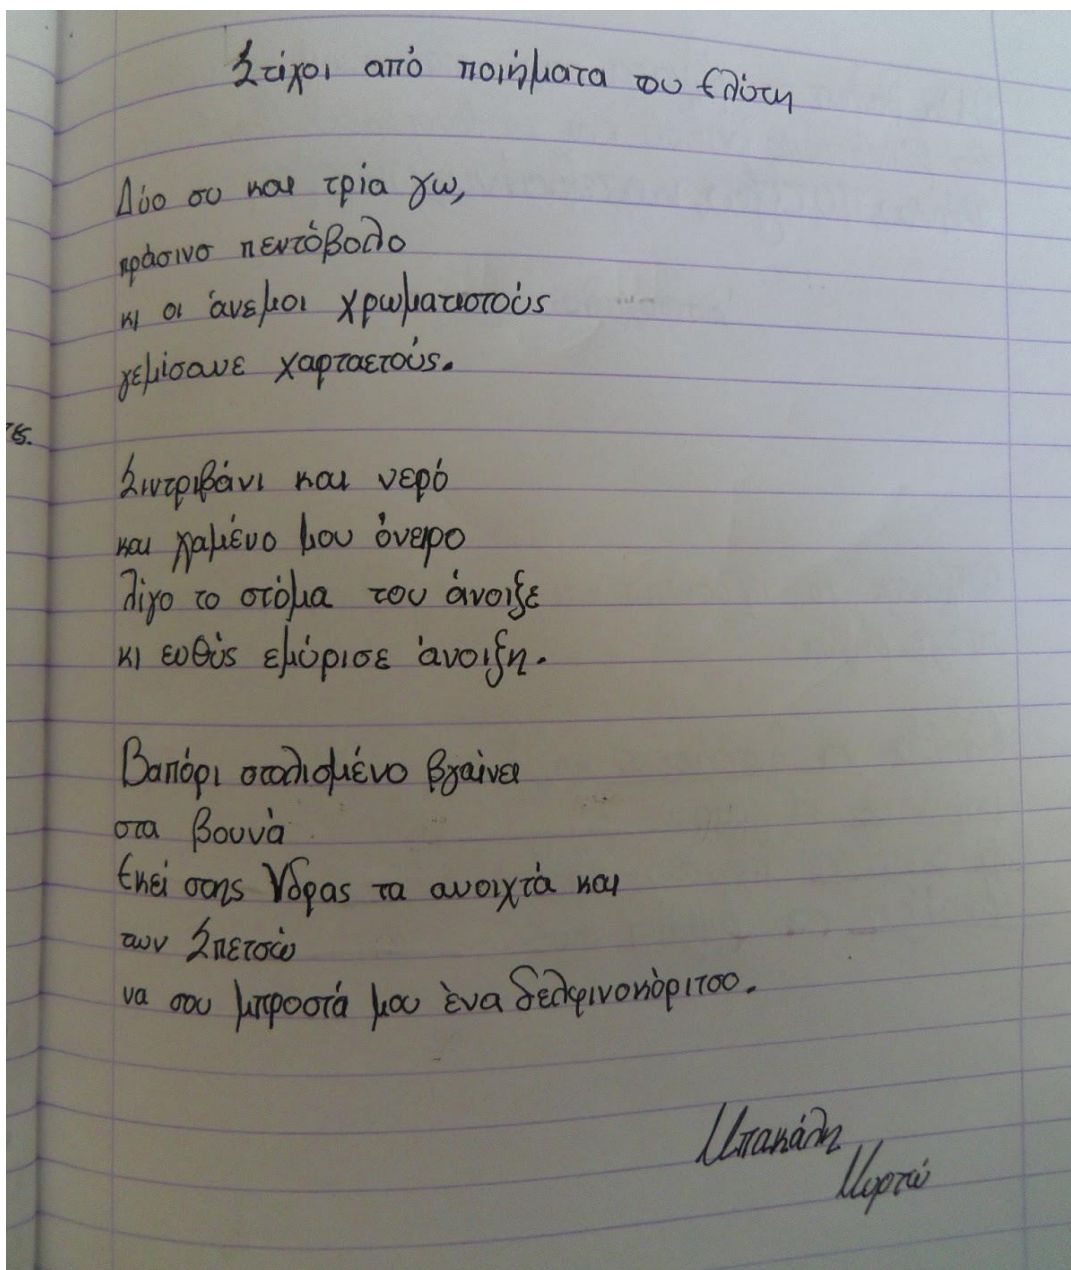 Στίχοι από ποιήματα του Ελύτη
Δύο συ και τρία γω,
πράσινο πεντόβολο
κι οι άνεμοι χρωματιστούς
γεμίσανε χαρταετούς.
Σιντριβάνι και νερό
και χαμένο μου όνειρο
λίγο το στόμα του άνοιξε
κι ευθύς εμύρισε άνοιξη.
Βαπόρι στολισμένο βγαίνει
στα βουνά
Εκεί στης Ύδρας τα ανοιχτά και
των Σπετσώ
να σου μπροστά μου ένα δελφινοκόριτσο.
Μπακάλη
Μυρτώ